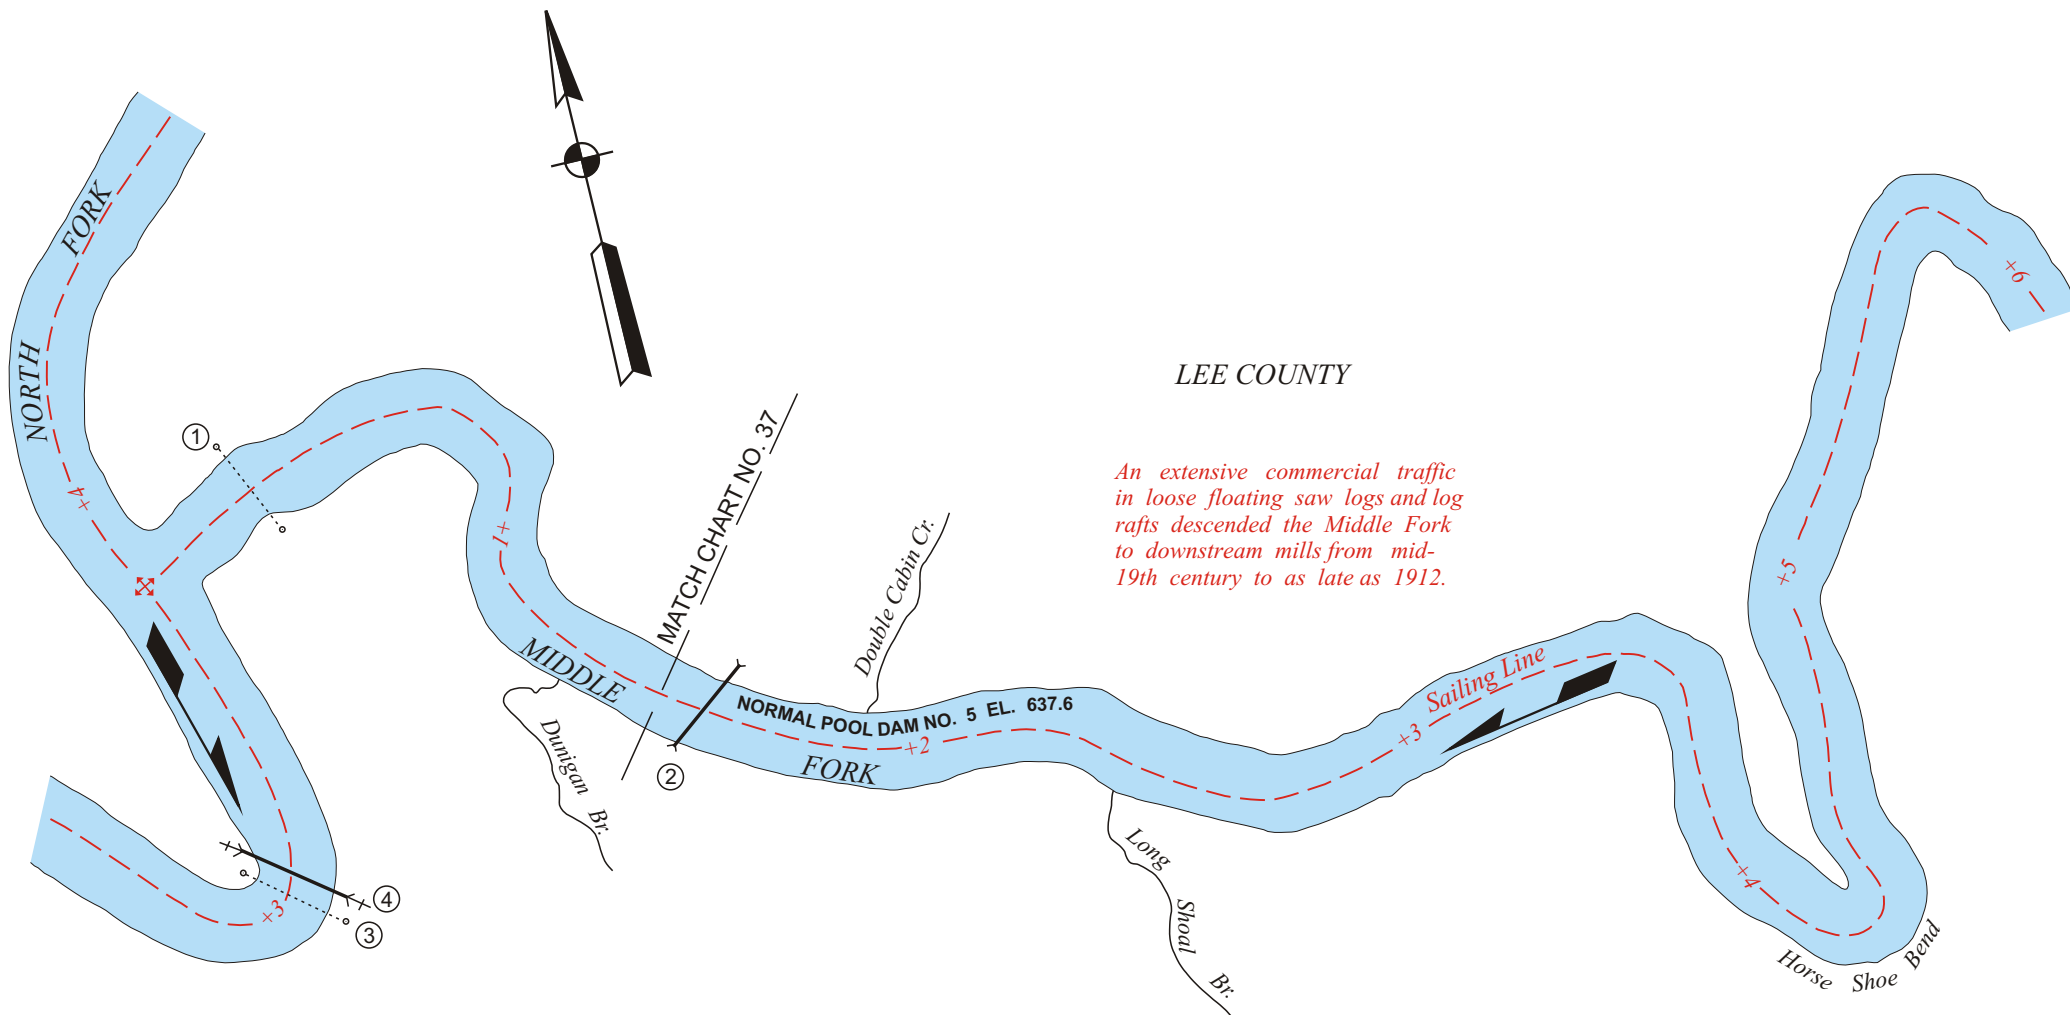 NORTH FORK
+4
1
+1
MATCH CHART NO. 37
MIDDLE FORK
Dunigan Br.
2
NORMAL POOL DAM NO. 5 EL. 637.6
+2
Double Cabin Cr.
LEE COUNTY
An extensive commercial traffic
in loose floating saw logs and log
rafts descended the Middle Fork
to downstream mills from mid-
19th century to as late as 1912.
Sailing Line
+3
Long Shoal Br.
+4
Horse Shoe Bend
+5
+6
+3
4
3